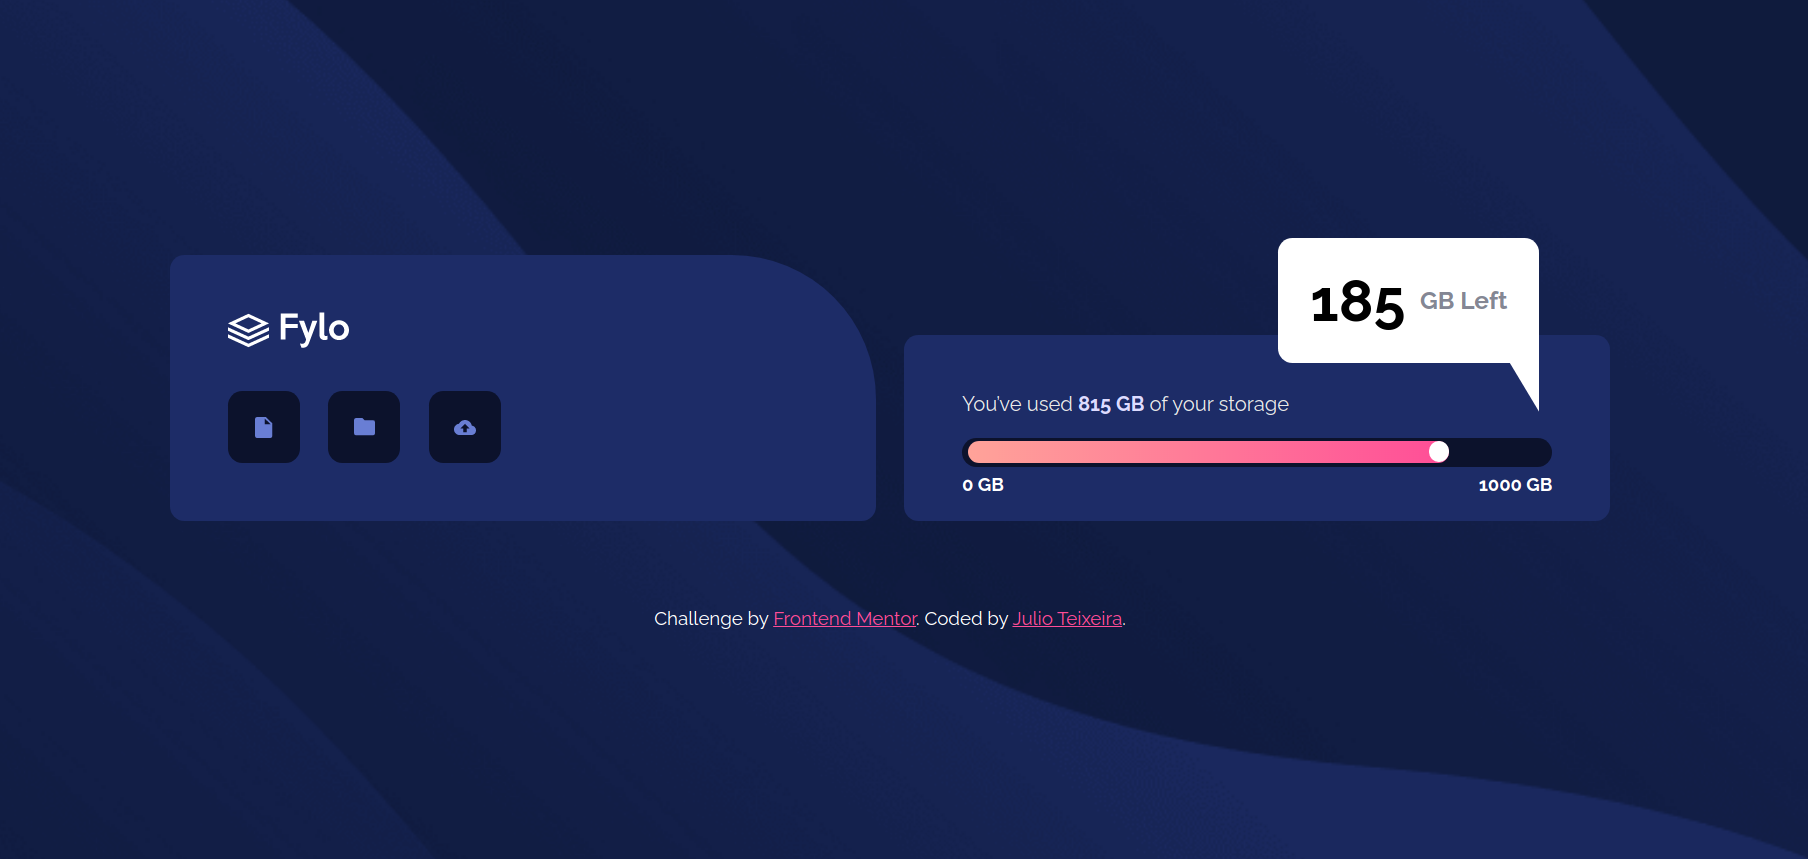 Fylo
185 GB Left
You’ve used 815 GB of your storage
0 GB 1000 GB
Challenge by Frontend Mentor. Coded by Julio Teixeira.